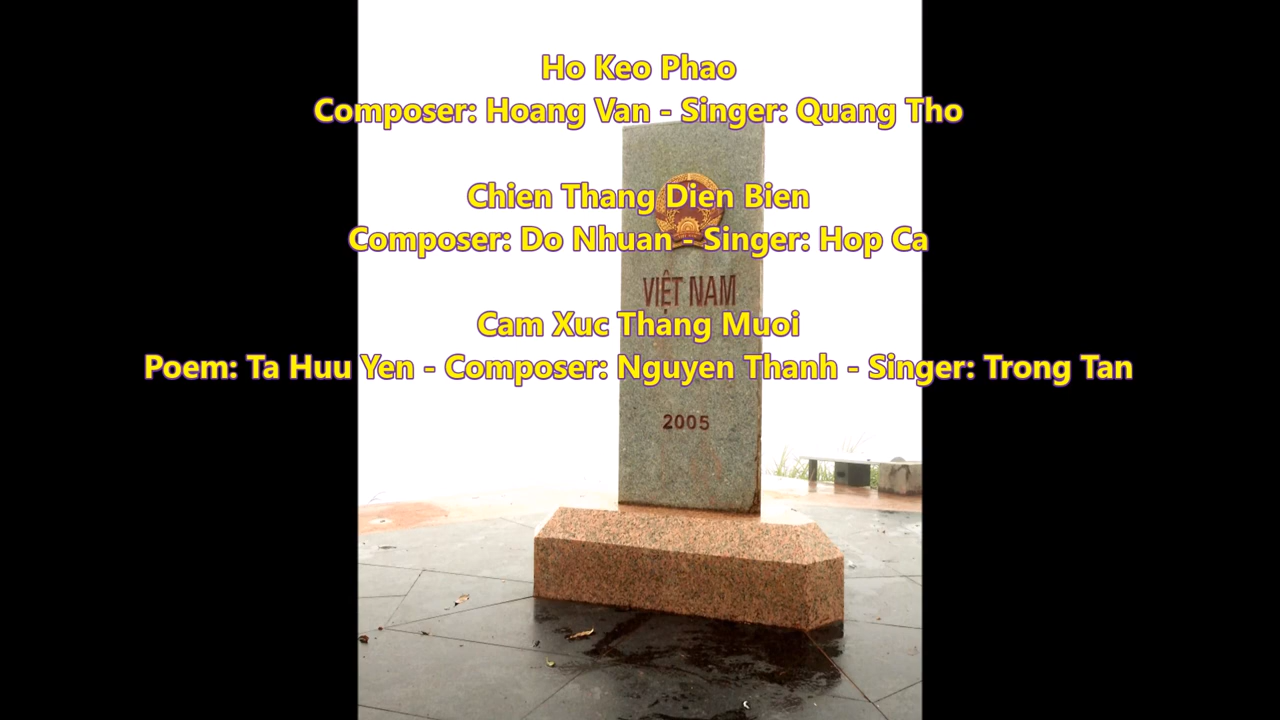 Ho Keo Phao
Composer: Hoang Van - Singer: Quang Tho
Chien Thang Dien Bien
Composer: Do Nhuan - Singer: Hop Ca
VIỆT NAM
Cam Xuc Thang Muoi
Poem: Ta Huu Yen - Composer: Nguyen Thanh - Singer: Trong Tan
2005